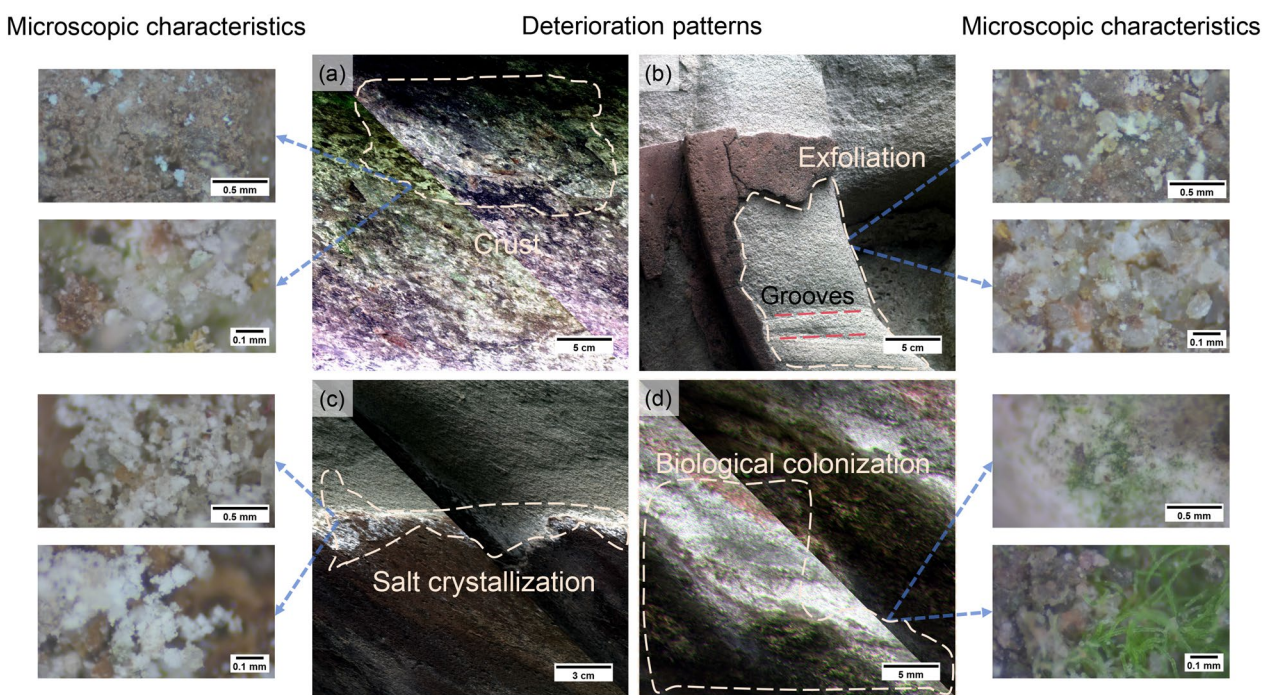 Microscopic characteristics
Deterioration patterns
Microscopic characteristics
(a)
Crust
5 cm
0.5 mm
0.1 mm
(b)
Exfoliation
Grooves
5 cm
0.5 mm
0.1 mm
(c)
Salt crystallization
3 cm
0.5 mm
0.1 mm
(d)
Biological colonization
5 mm
0.5 mm
0.1 mm